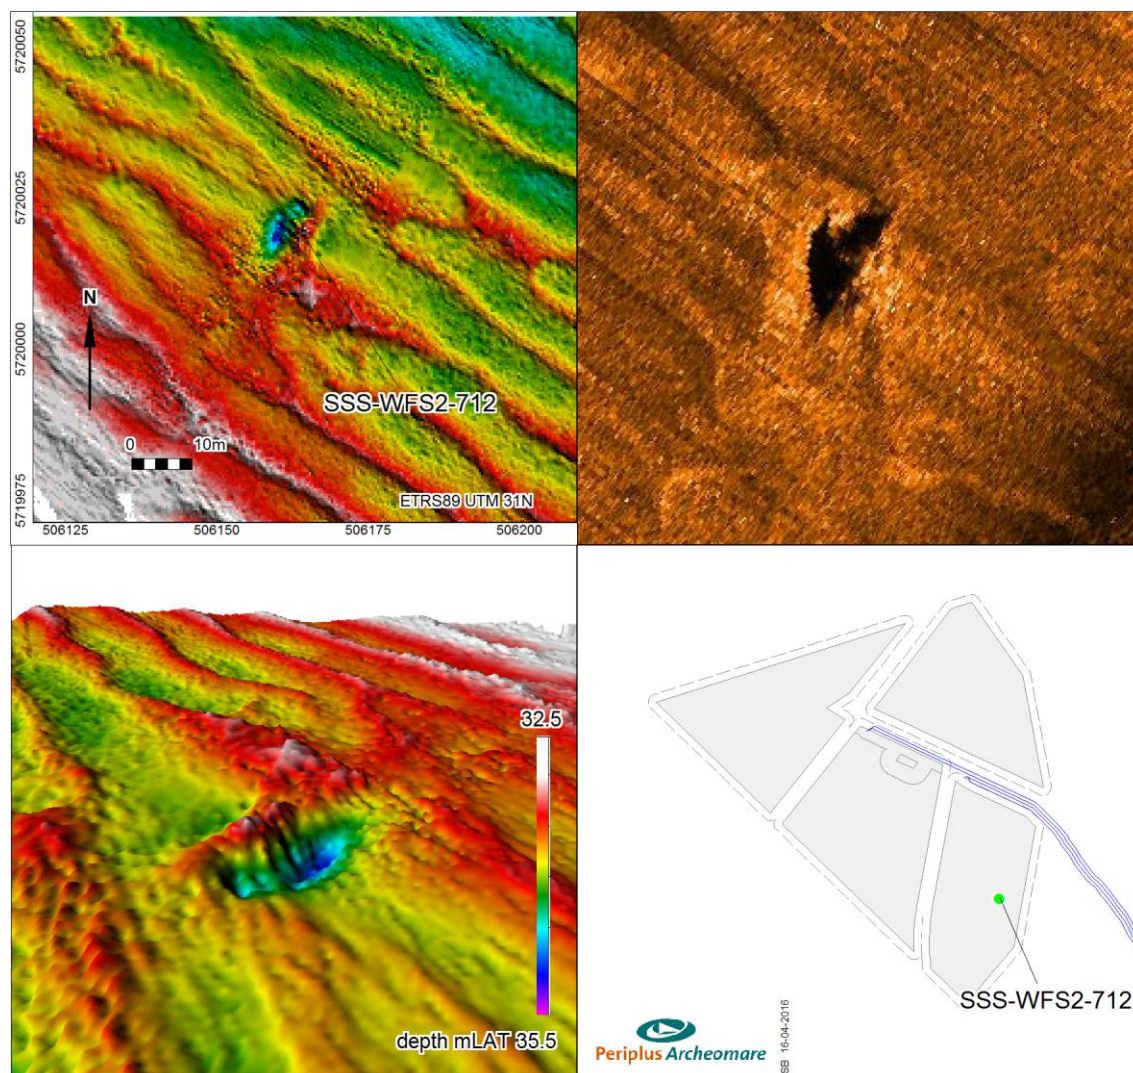 5720050
5720025
5720000
5719975
N
SSS-WFS2-712
0 10m
ETRS89 UTM 31N
506125 506150 506175 506200
32.5
depth mLAT 35.5
SSS-WFS2-712
Periplus Archeomare
SB 16-04-2016